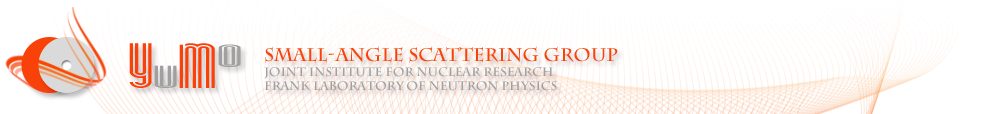 YuMO
SMALL-ANGLE SCATTERING GROUP
JOINT INSTITUTE FOR NUCLEAR RESEARCH
FRANK LABORATORY OF NEUTRON PHYSICS